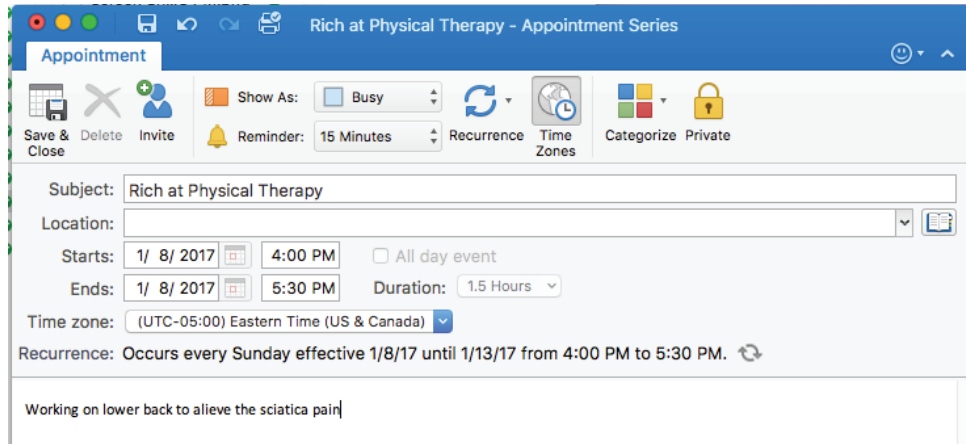 Rich at Physical Therapy - Appointment Series
Appointment
Save & Close
Delete
Invite
Show As: Busy
Reminder: 15 Minutes
Recurrence
Time Zones
Categorize
Private
Subject: Rich at Physical Therapy
Location:
Starts: 1/ 8/ 2017 4:00 PM All day event
Ends: 1/ 8/ 2017 5:30 PM Duration: 1.5 Hours
Time zone: (UTC-05:00) Eastern Time (US & Canada)
Recurrence: Occurs every Sunday effective 1/8/17 until 1/13/17 from 4:00 PM to 5:30 PM.
Working on lower back to alieve the sciatica pain